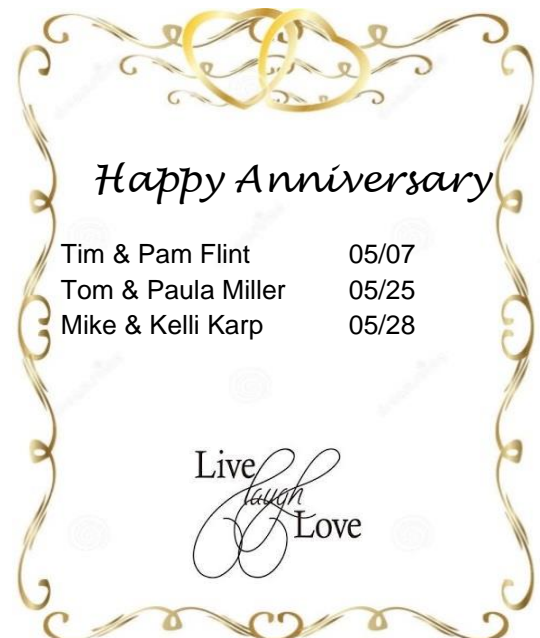 Happy Anniversary
Tim & Pam Flint 05/07
Tom & Paula Miller 05/25
Mike & Kelli Karp 05/28
Live
laugh
Love